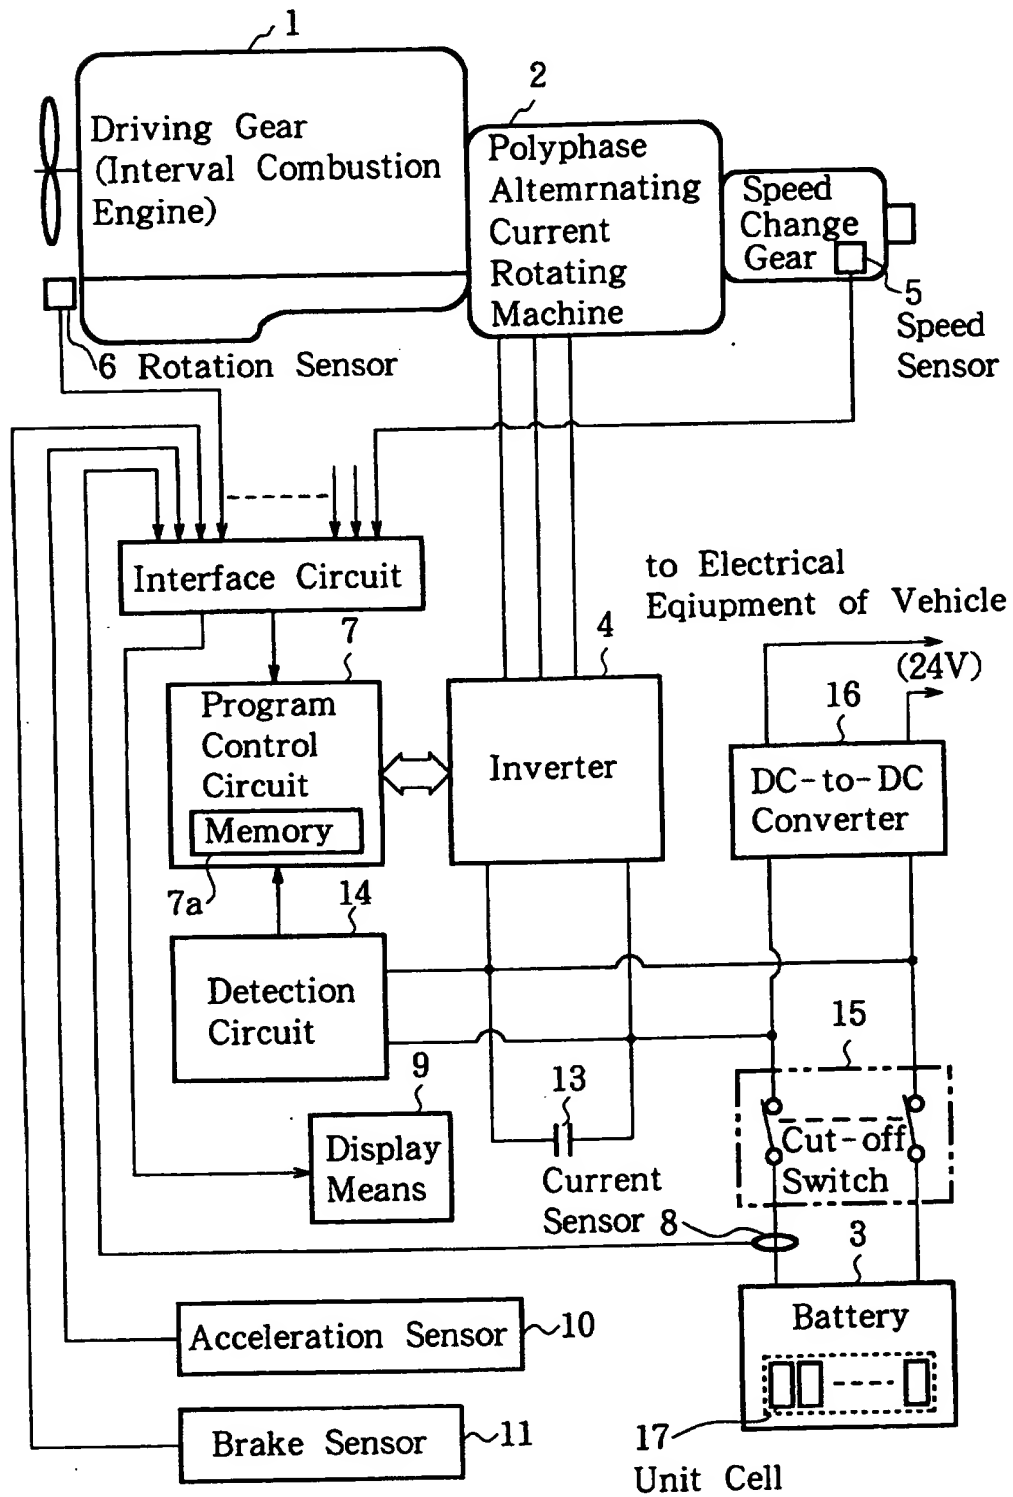 1
2
Driving Gear
(Interval Combustion
Engine)
Polyphase
Altemrnating
Current
Rotating
Machine
Speed
Change
Gear
5
Speed
Sensor
6 Rotation Sensor
Interface Circuit
to Electrical
Eqiupment of Vehicle
(24V)
7
4
16
Program
Control
Circuit
Memory
7a
Inverter
DC-to-DC
Converter
14
Detection
Circuit
15
9
13
Display
Means
Cut-off
Switch
Current
Sensor 8
3
Battery
Acceleration Sensor
10
Brake Sensor
11
17
Unit Cell